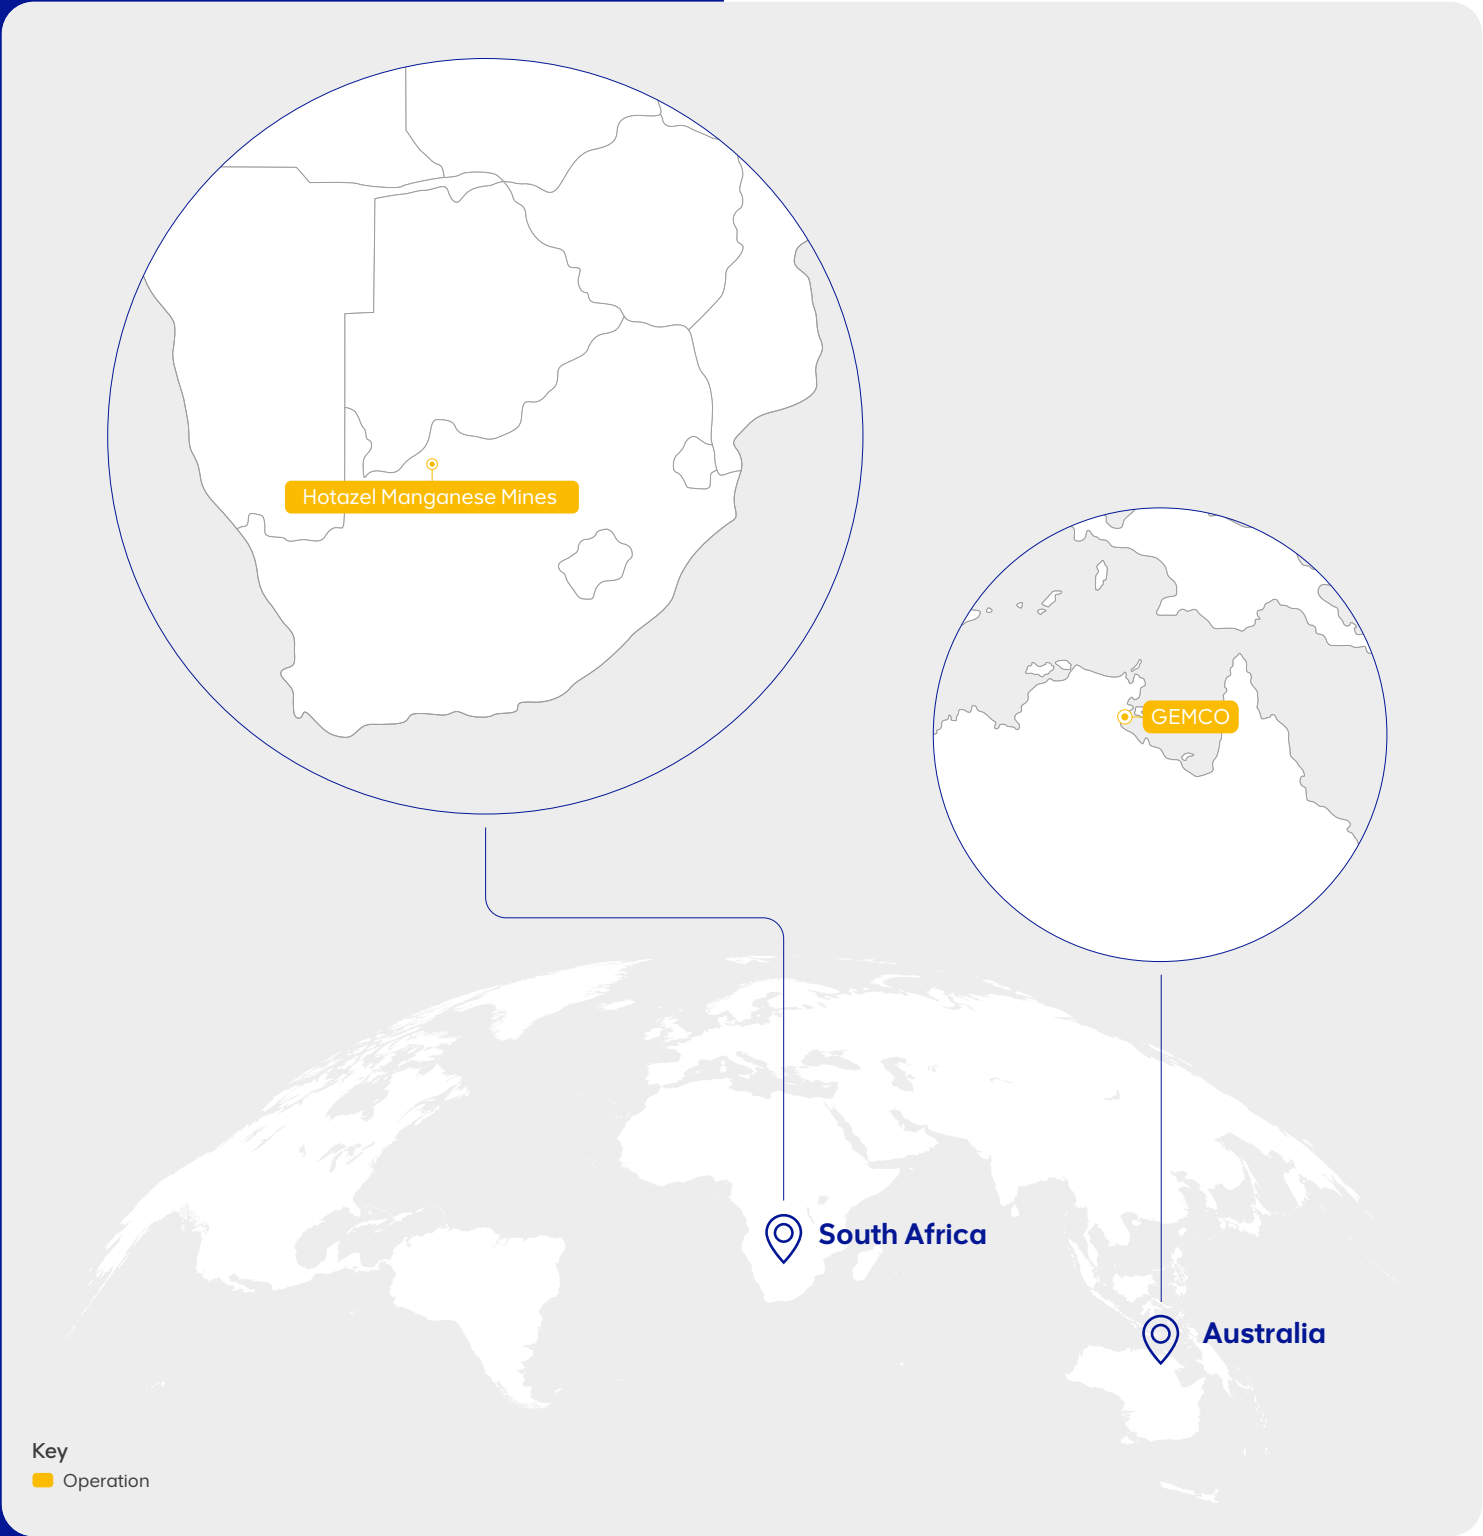 Hotazel Manganese Mines
GEMCO
South Africa
Australia
Key
Operation